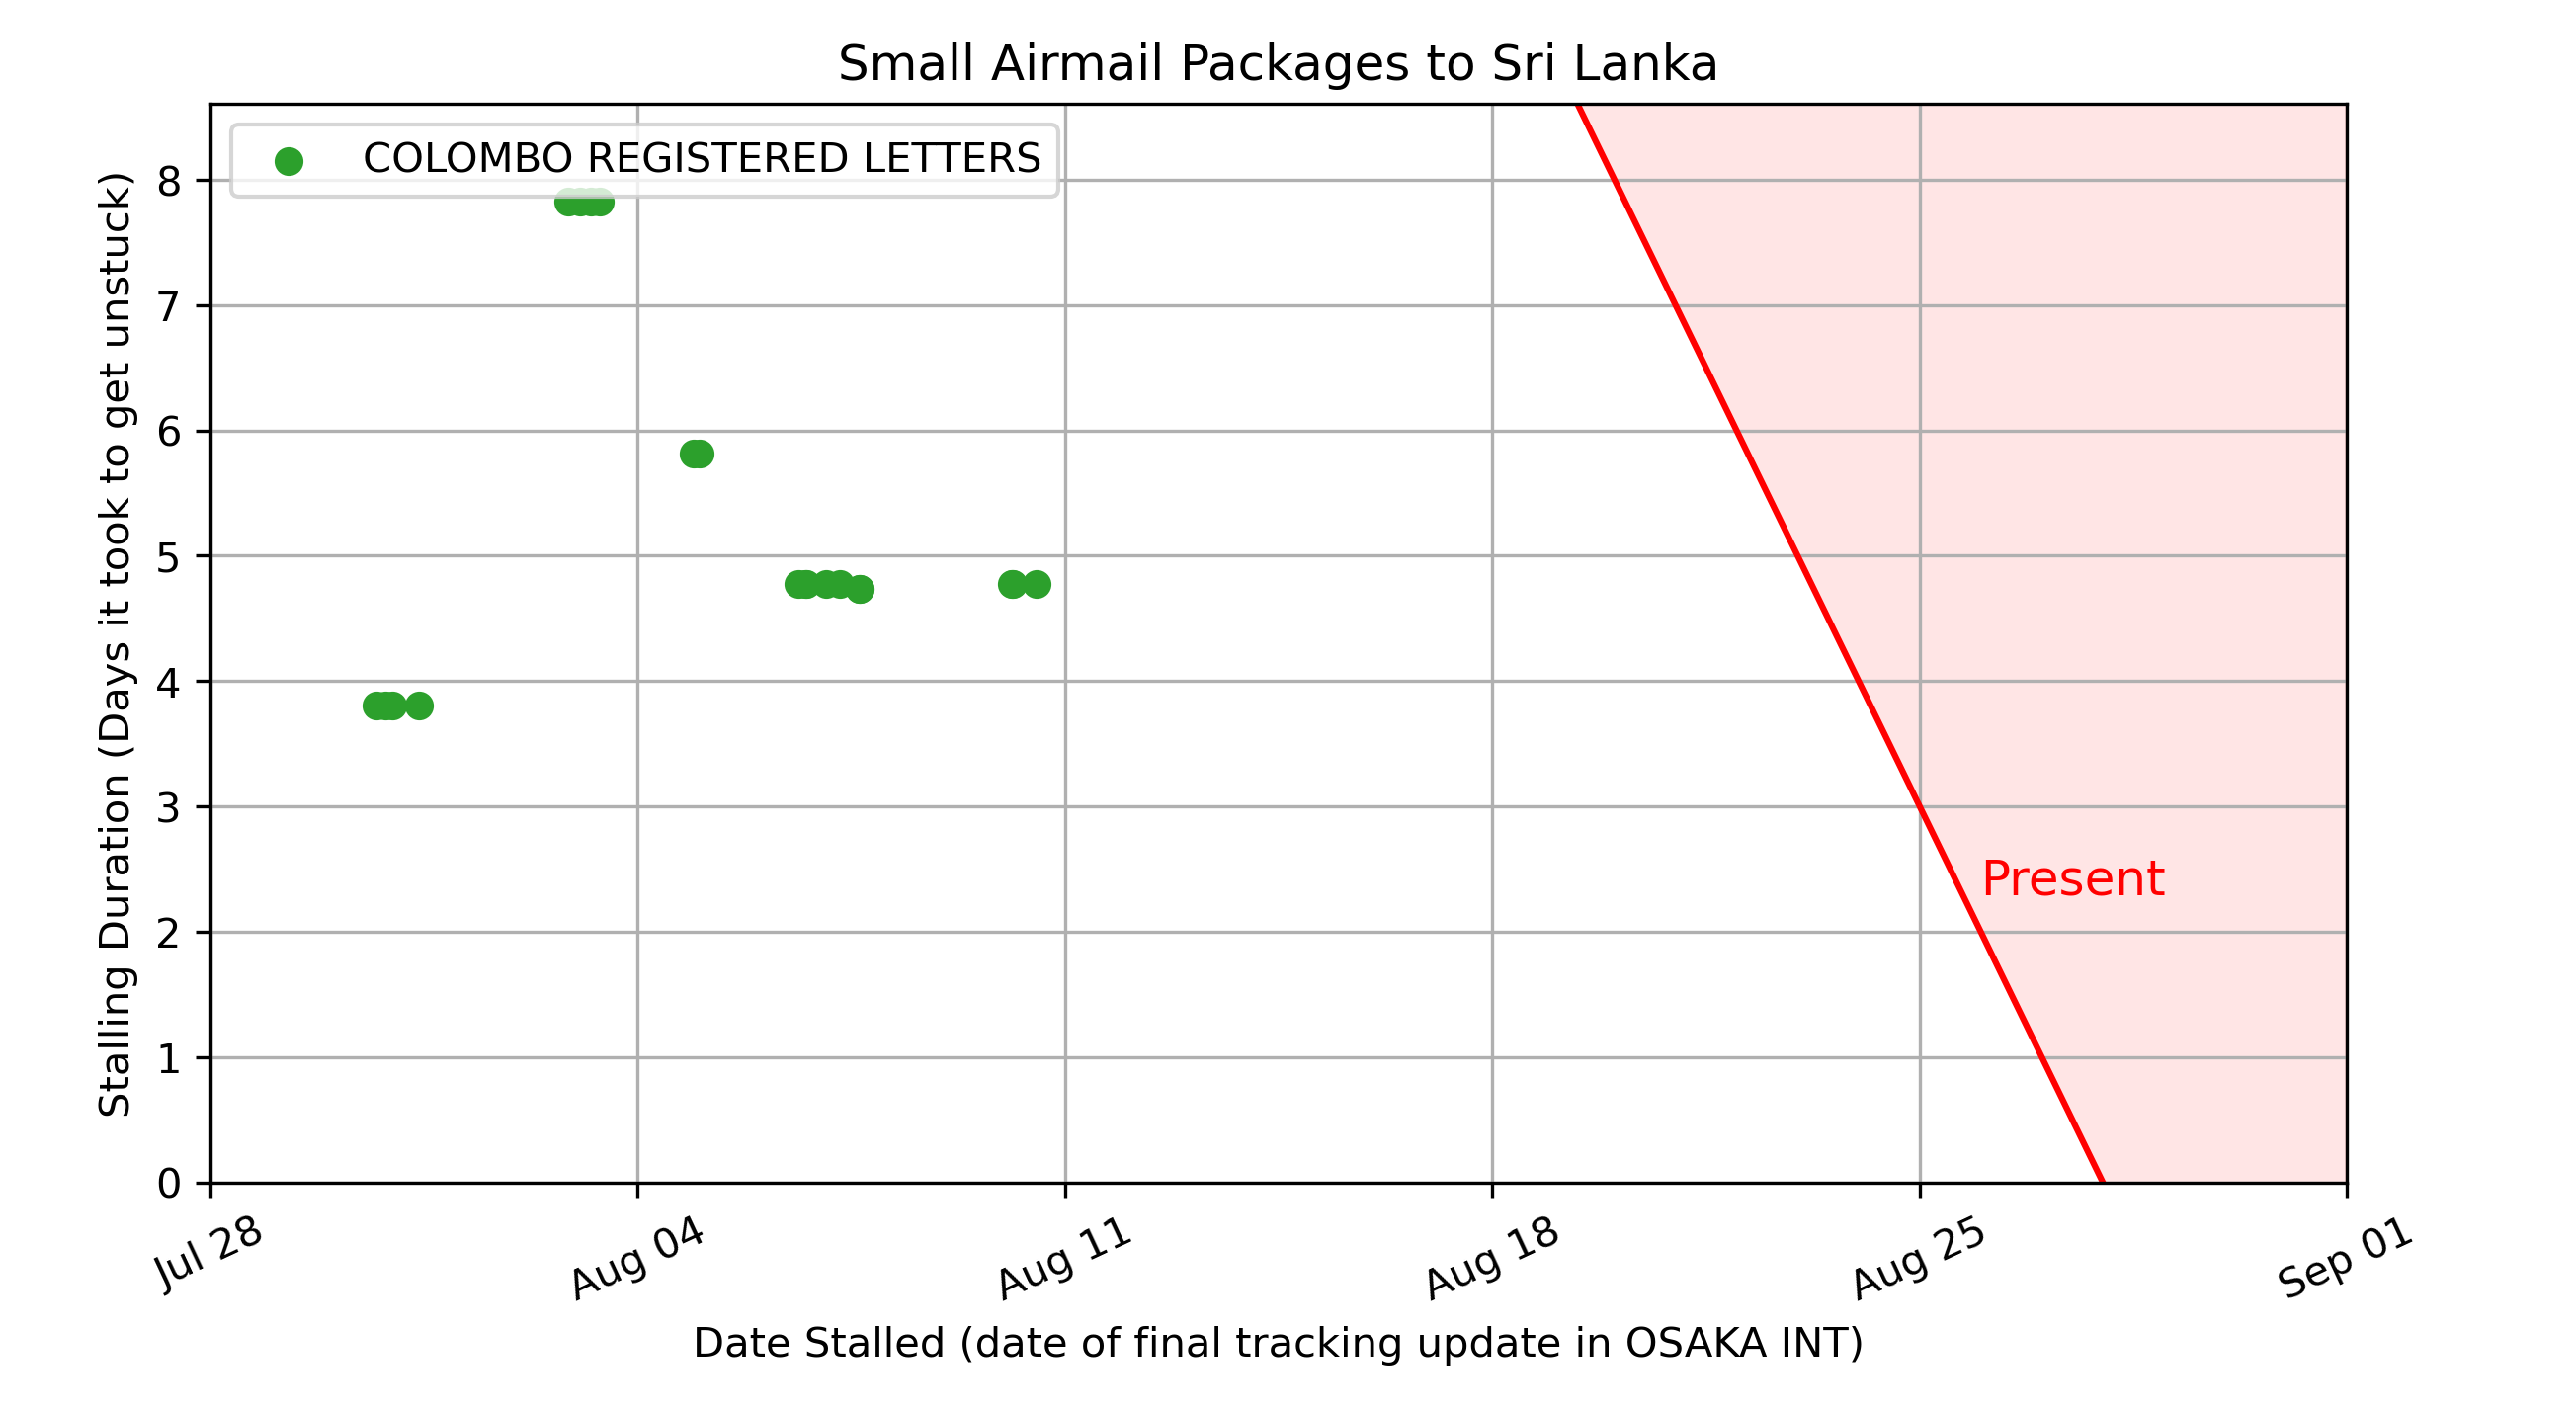 Small Airmail Packages to Sri Lanka
COLOMBO REGISTERED LETTERS
Stalling Duration (Days it took to get unstuck)
8
7
6
5
4
3
2
1
0
Present
Jul 28
Aug 04
Aug 11
Aug 18
Aug 25
Sep 01
Date Stalled (date of final tracking update in OSAKA INT)